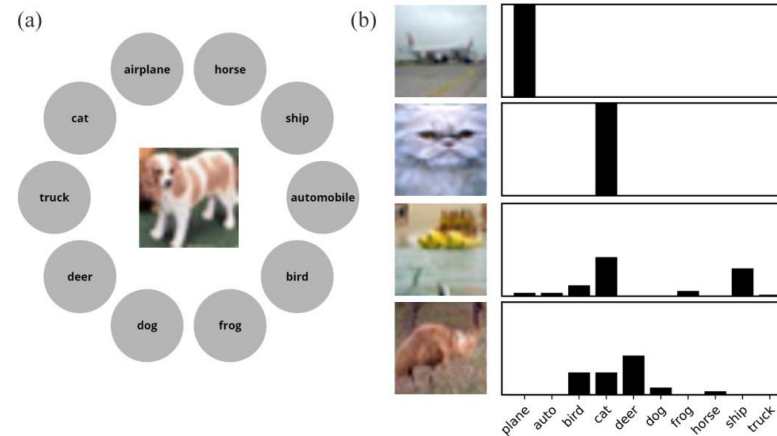 (a)
airplane
horse
cat
ship
truck
automobile
deer
bird
dog
frog
(b)
plane
auto
bird
cat
deer
dog
frog
horse
ship
truck